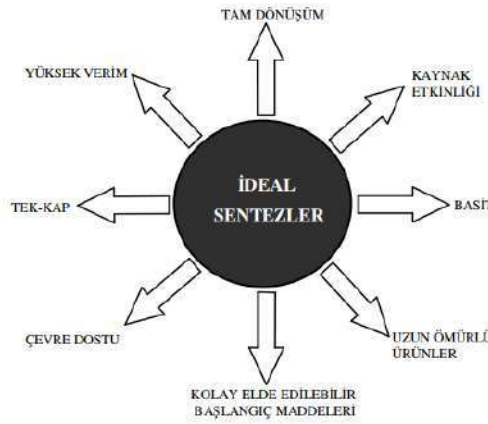 TAM DÖNÜŞÜM
YÜKSEK VERİM
KAYNAK
ETKİNLİĞİ
İDEAL
SENTEZLER
TEK-KAP
BASİT
ÇEVRE DOSTU
UZUN ÖMÜRLÜ
ÜRÜNLER
KOLAY ELDE EDİLEBİLİR
BAŞLANGIÇ MADDELERİ